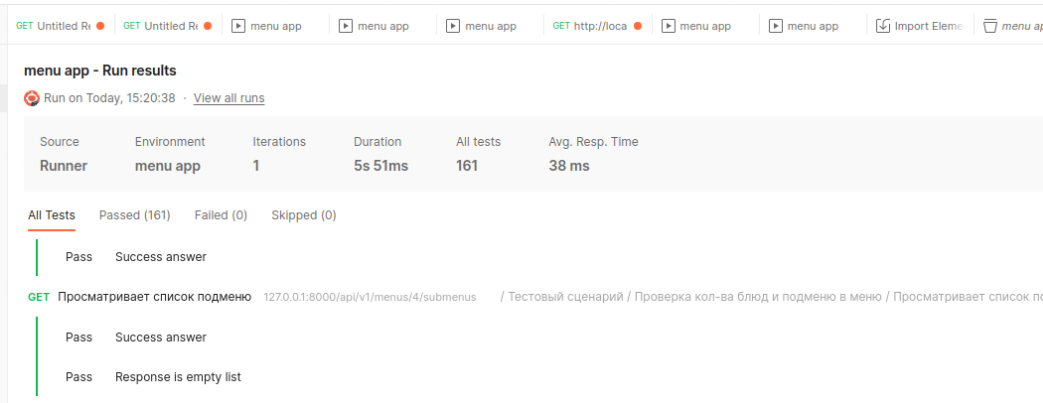 GET Untitled Re GET Untitled Re menu app menu app menu app GET http://loca menu app menu app Import Eleme menu ap
menu app - Run results
Run on Today, 15:20:38 · View all runs
Source Environment Iterations Duration All tests Avg. Resp. Time
Runner menu app 1 5s 51ms 161 38 ms
All Tests Passed (161) Failed (0) Skipped (0)
Pass Success answer
GET Просматривает список подменю 127.0.0.1:8000/api/v1/menus/4/submenus / Тестовый сценарий / Проверка кол-ва блюд и подменю в меню / Просматривает список по
Pass Success answer
Pass Response is empty list